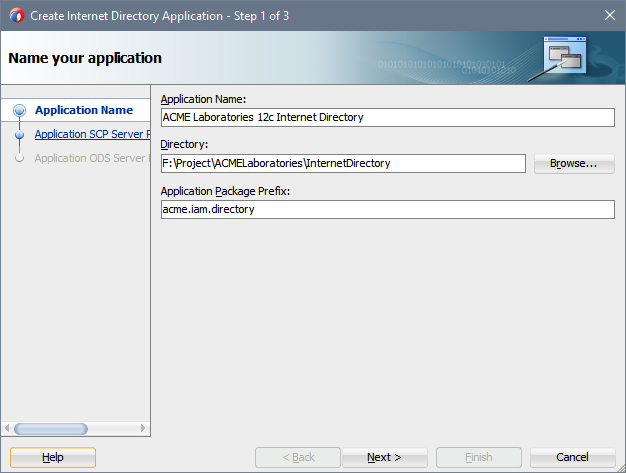 Create Internet Directory Application - Step 1 of 3
Name your application
0101010101010101010101010101
0101010101010
Application Name
Application SCP Server P
Application ODS Server
Application Name:
ACME Laboratories 12c Internet Directory
Directory:
F:\Project\ACMELaboratories\InternetDirectory
Browse...
Application Package Prefix:
acme.iam.directory
Help
< Back
Next >
Finish
Cancel